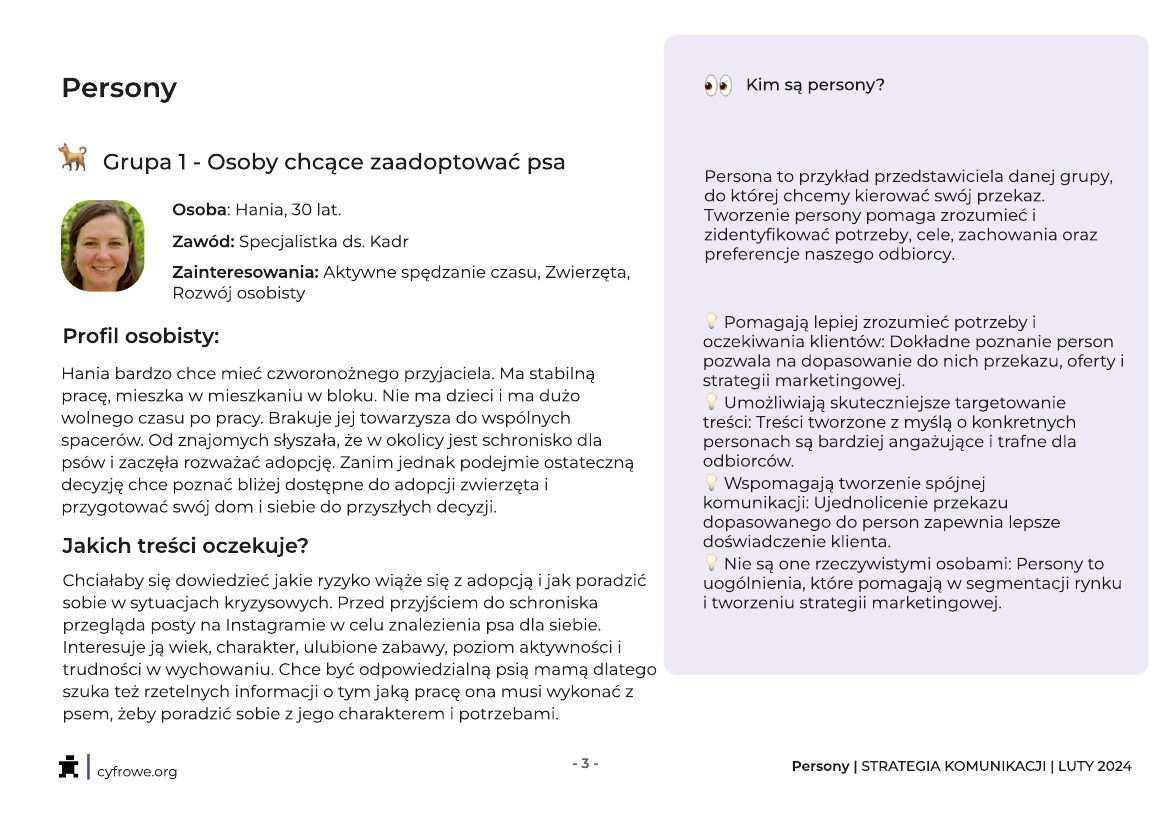 Persony
Grupa 1 - Osoby chcące zaadoptować psa
Osoba: Hania, 30 lat.
Zawód: Specjalistka ds. Kadr
Zainteresowania: Aktywne spędzanie czasu, Zwierzęta,
Rozwój osobisty
Profil osobisty:
Hania bardzo chce mieć czworonożnego przyjaciela. Ma stabilną
pracę, mieszka w mieszkaniu w bloku. Nie ma dzieci i ma dużo
wolnego czasu po pracy. Brakuje jej towarzysza do wspólnych
spacerów. Od znajomych słyszała, że w okolicy jest schronisko dla
psów i zaczęła rozważać adopcję. Zanim jednak podejmie ostateczną
decyzję chce poznać bliżej dostępne do adopcji zwierzęta i
przygotować swój dom i siebie do przyszłych decyzji.
Jakich treści oczekuje?
Chciałaby się dowiedzieć jakie ryzyko wiąże się z adopcją i jak poradzić
sobie w sytuacjach kryzysowych. Przed przyjściem do schroniska
przegląda posty na Instagramie w celu znalezienia psa dla siebie.
Interesuje ją wiek, charakter, ulubione zabawy, poziom aktywności i
trudności w wychowaniu. Chce być odpowiedzialną psią mamą dlatego
szuka też rzetelnych informacji o tym jaką pracę ona musi wykonać z
psem, żeby poradzić sobie z jego charakterem i potrzebami.
Kim są persony?
Persona to przykład przedstawiciela danej grupy,
do której chcemy kierować swój przekaz.
Tworzenie persony pomaga zrozumieć i
zidentyfikować potrzeby, cele, zachowania oraz
preferencje naszego odbiorcy.
Pomagają lepiej zrozumieć potrzeby i
oczekiwania klientów: Dokładne poznanie person
pozwala na dopasowanie do nich przekazu, oferty i
strategii marketingowej.
Umożliwiają skuteczniejsze targetowanie
treści: Treści tworzone z myślą o konkretnych
personach są bardziej angażujące i trafne dla
odbiorców.
Wspomagają tworzenie spójnej
komunikacji: Ujednolicenie przekazu
dopasowanego do person zapewnia lepsze
doświadczenie klienta.
Nie są one rzeczywistymi osobami: Persony to
uogólnienia, które pomagają w segmentacji rynku
i tworzeniu strategii marketingowej.
cyfrowe.org
- 3 -
Persony | STRATEGIA KOMUNIKACJI | LUTY 2024